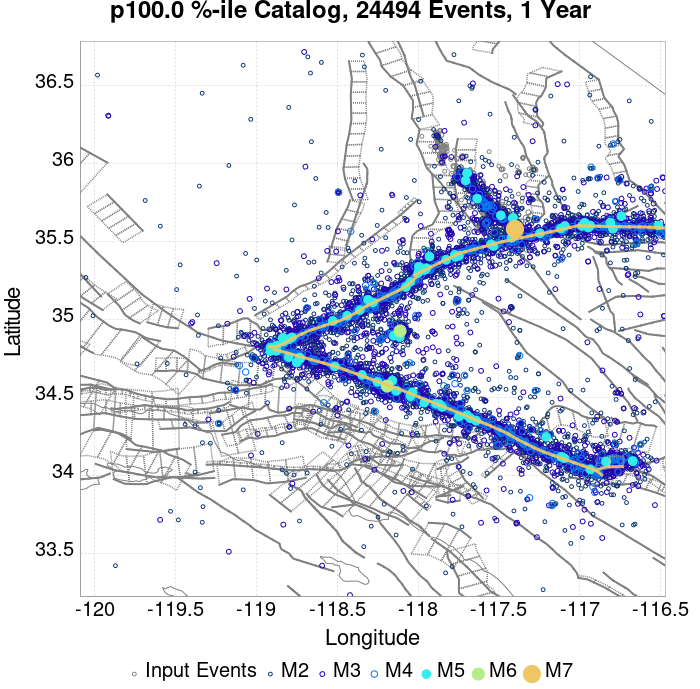 p100.0 %-ile Catalog, 24494 Events, 1 Year
36.5
36
35.5
35
34.5
34
33.5
Latitude
-120 -119.5 -119 -118.5 -118 -117.5 -117 -116.5
Longitude
Input Events M2 M3 M4 M5 M6 M7